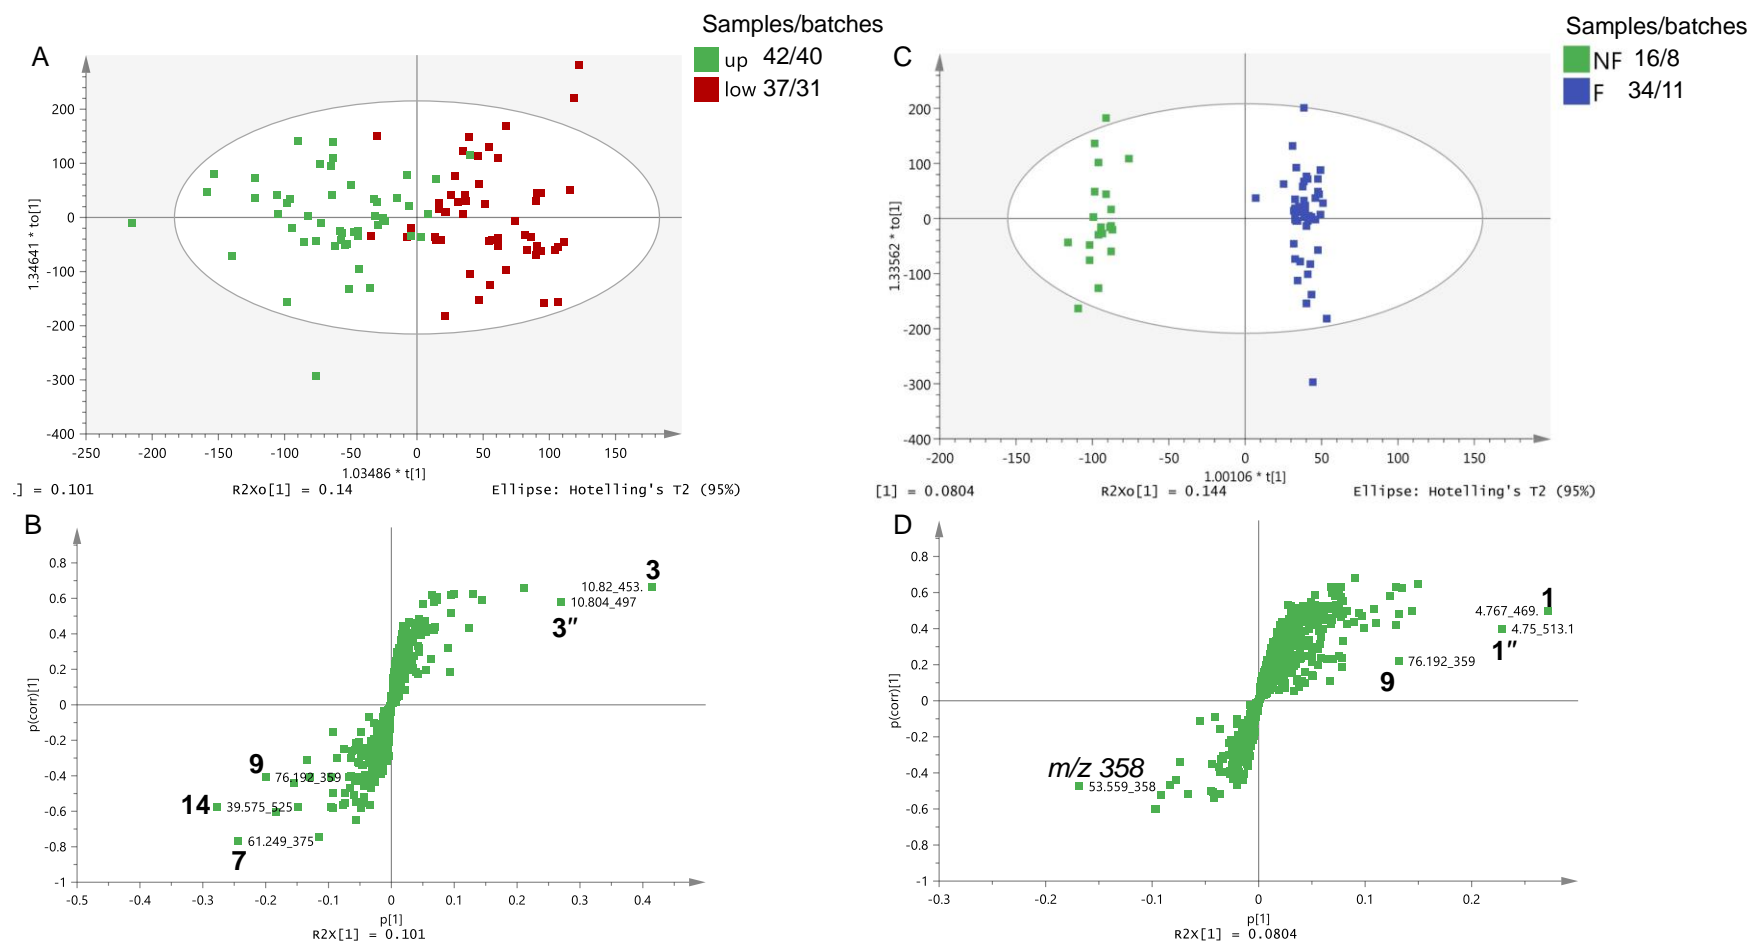 Samples/batches
A
up 42/40
low 37/31
200
100
0
-100
-200
-300
-400
1.34641 * to[1]
-250 -200 -150 -100 -50 0 50 100 150
1.03486 * t[1]
.] = 0.101 R2Xo[1] = 0.14 Ellipse: Hotelling's T2 (95%)
Samples/batches
C
NF 16/8
F 34/11
200
100
0
-100
-200
-300
-400
1.33562 * to[1]
-200 -150 -100 -50 0 50 100 150
1.00106 * t[1]
[1] = 0.0804 R2Xo[1] = 0.144 Ellipse: Hotelling's T2 (95%)
B
0.8
0.6
0.4
0.2
0
-0.2
-0.4
-0.6
-0.8
-1
p(corr)[1]
3
10.82_453.
10.804_497
3″
9
76.192_359
14
39.575_525
61.249_375
7
-0.5 -0.4 -0.3 -0.2 -0.1 0 0.1 0.2 0.3 0.4
p[1]
R2X[1] = 0.101
D
0.8
0.6
0.4
0.2
0
-0.2
-0.4
-0.6
-0.8
-1
p(corr)[1]
1
4.767_469.
4.75_513.1
1″
76.192_359
9
m/z 358
53.559_358
-0.3 -0.2 -0.1 0 0.1 0.2
p[1]
R2X[1] = 0.0804